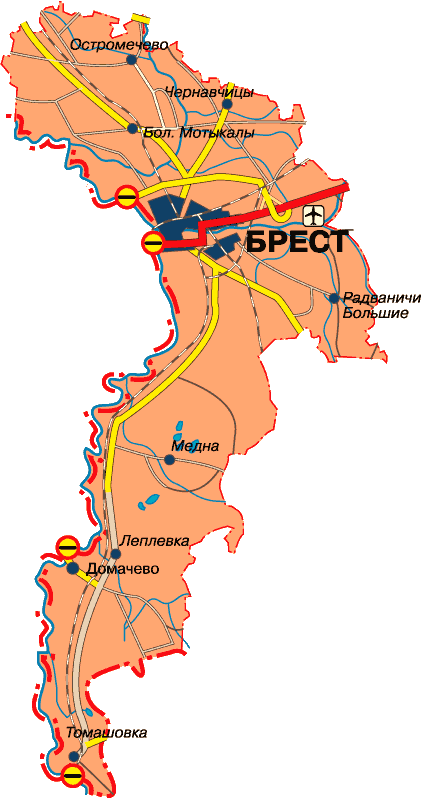 Остромечево
Чернавчицы
Бол. Мотыкалы
БРЕСТ
Радваничи
Большие
Медна
Леплевка
Домачево
Томашовка